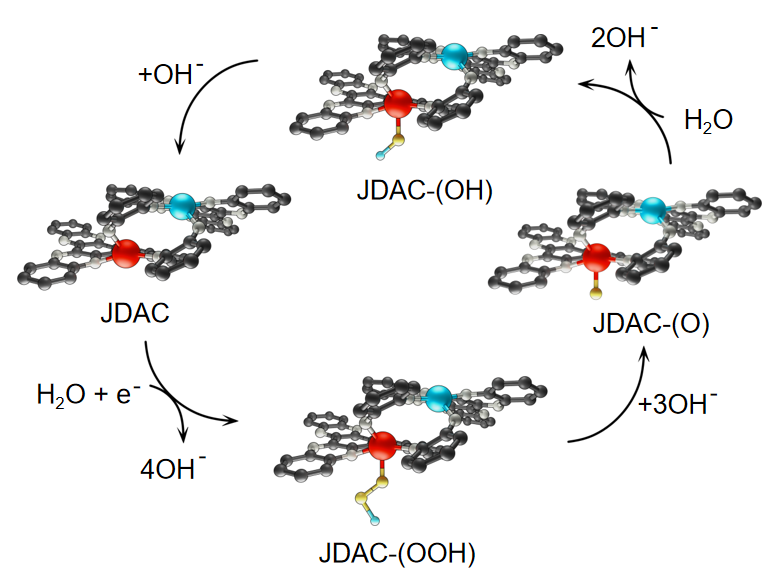 2OH⁻
+OH⁻
H₂O
JDAC-(OH)
JDAC
JDAC-(O)
H₂O + e⁻
+3OH⁻
4OH⁻
JDAC-(OOH)